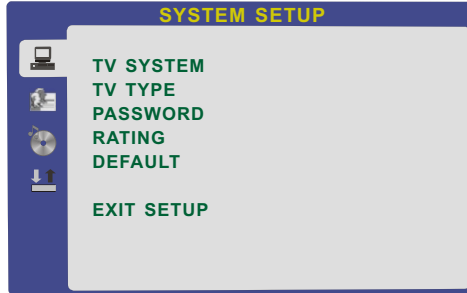 SYSTEM SETUP
TV SYSTEM
TV TYPE
PASSWORD
RATING
DEFAULT
EXIT SETUP